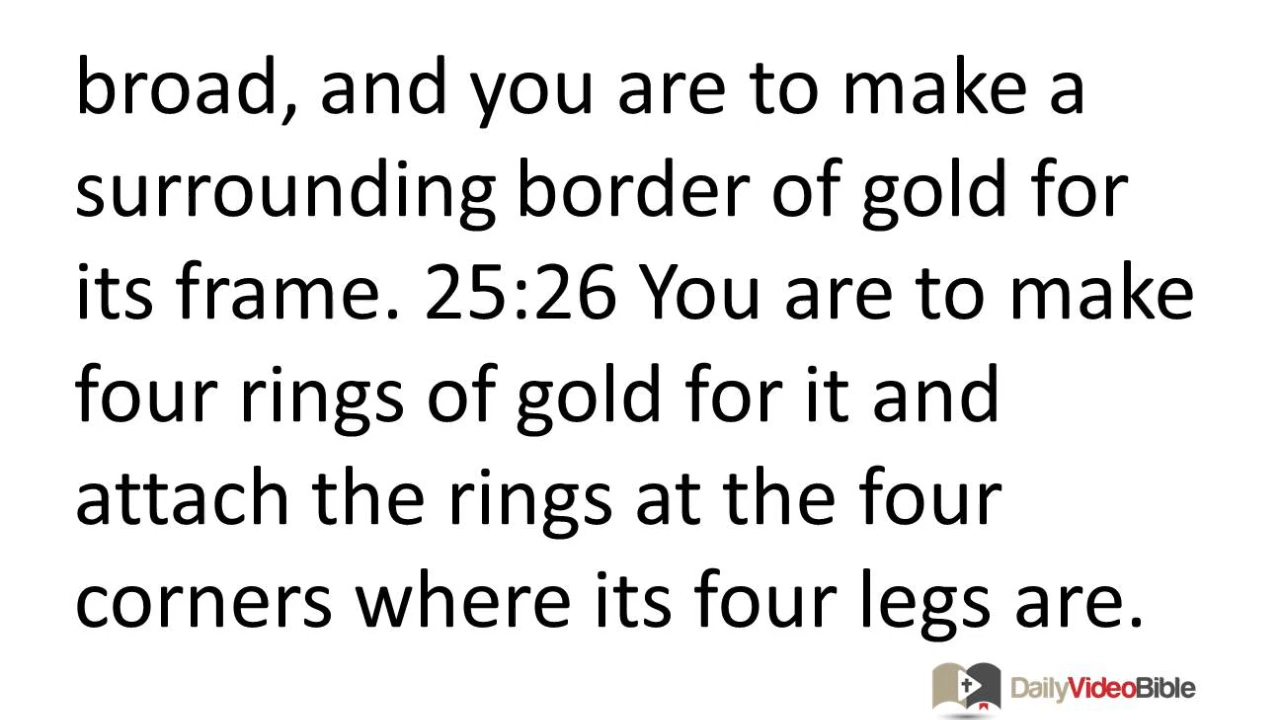 broad, and you are to make a
surrounding border of gold for
its frame. 25:26 You are to make
four rings of gold for it and
attach the rings at the four
corners where its four legs are.
DailyVideoBible